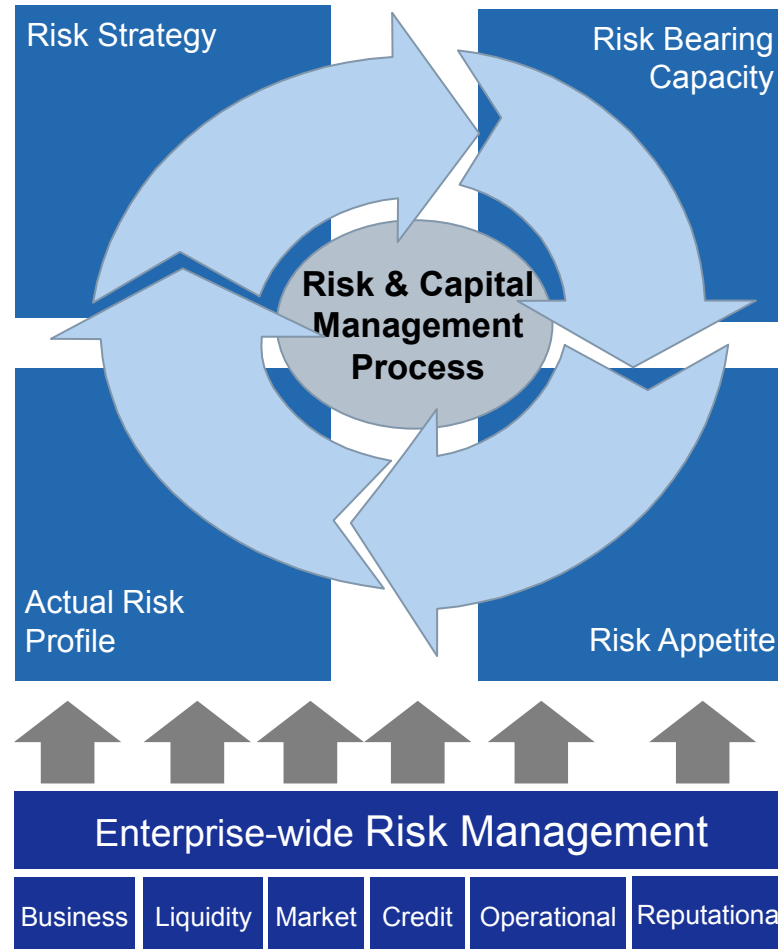 Risk Strategy
Risk Bearing
Capacity
Risk & Capital
Management
Process
Actual Risk
Profile
Risk Appetite
Enterprise-wide Risk Management
Business
Liquidity
Market
Credit
Operational
Reputational